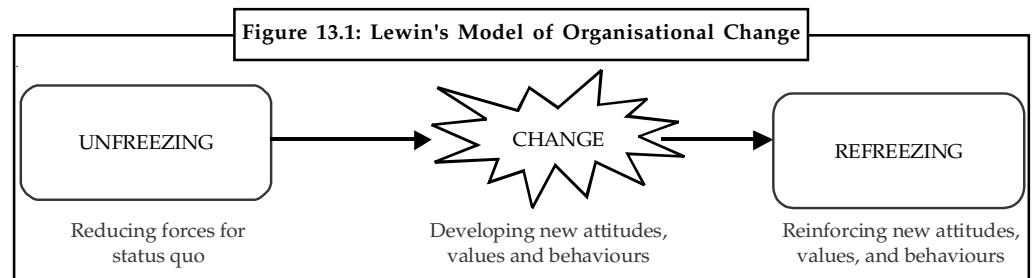 Figure 13.1: Lewin's Model of Organisational Change
UNFREEZING
CHANGE
REFREEZING
Reducing forces for
status quo
Developing new attitudes,
values and behaviours
Reinforcing new attitudes,
values, and behaviours